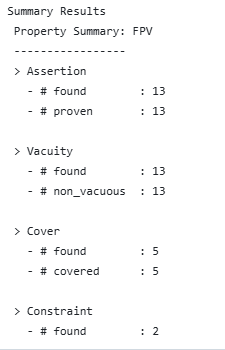 Summary Results
Property Summary: FPV
-----------------
> Assertion
- # found : 13
- # proven : 13
> Vacuity
- # found : 13
- # non_vacuous : 13
> Cover
- # found : 5
- # covered : 5
> Constraint
- # found : 2